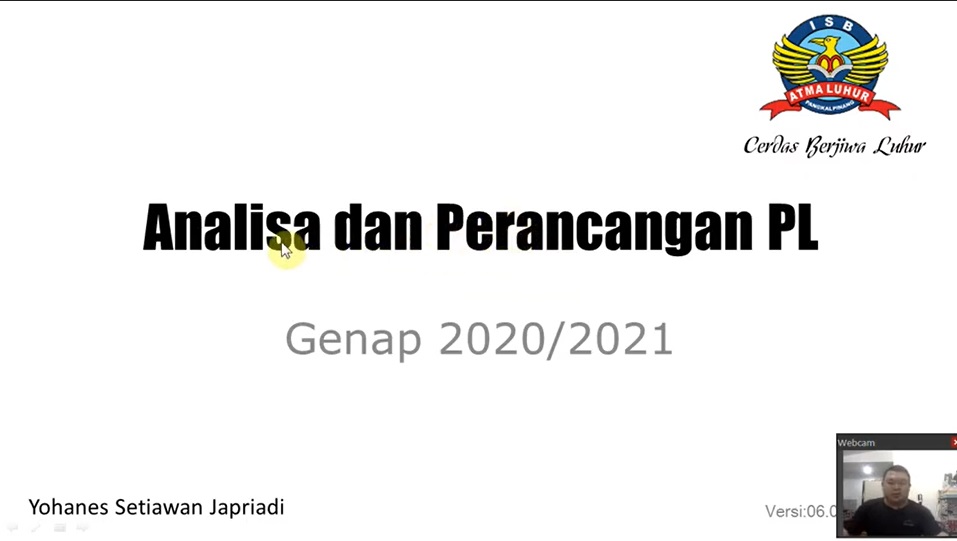 ISB
ATMA LUHUR
PANGKALPINANG
Cerdas Berjiwa Luhur
Analisa dan Perancangan PL
Genap 2020/2021
Webcam
Yohanes Setiawan Japriadi
Versi:06.0